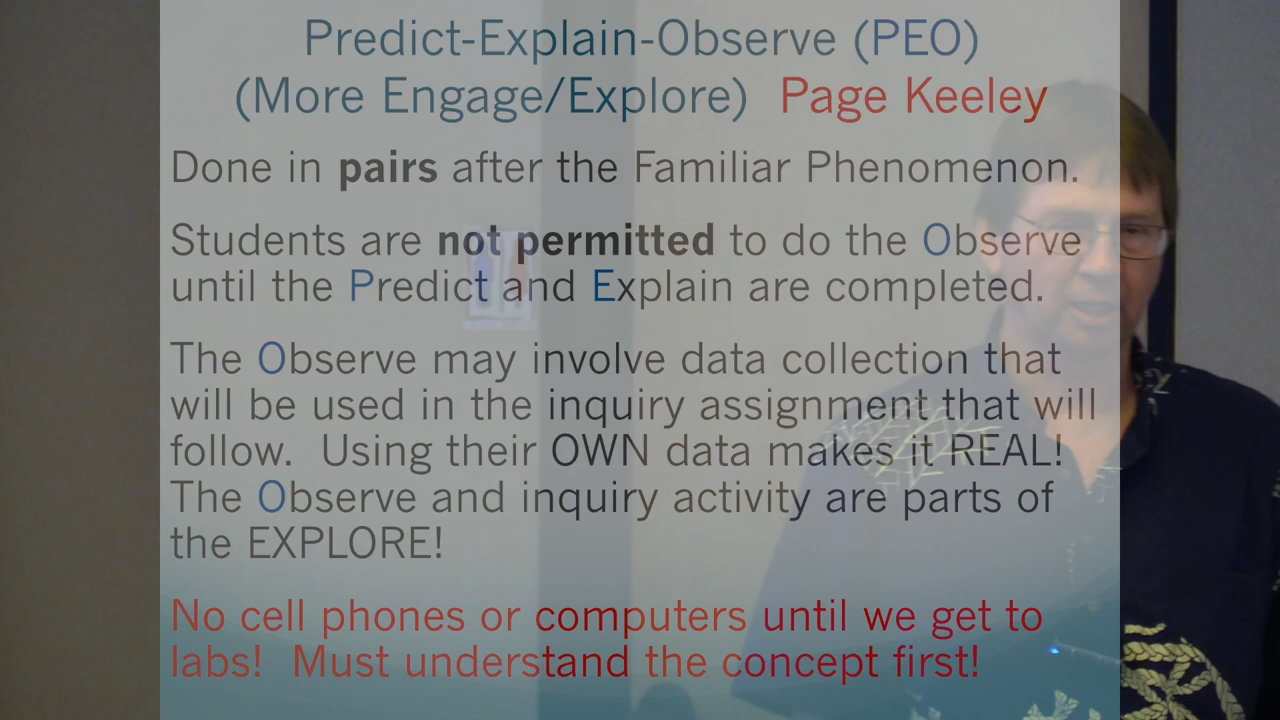 Predict-Explain-Observe (PEO)
(More Engage/Explore) Page Keeley
Done in pairs after the Familiar Phenomenon.
Students are not permitted to do the Observe
until the Predict and Explain are completed.
The Observe may involve data collection that
will be used in the inquiry assignment that will
follow. Using their OWN data makes it REAL!
The Observe and inquiry activity are parts of
the EXPLORE!
No cell phones or computers until we get to
labs! Must understand the concept first!